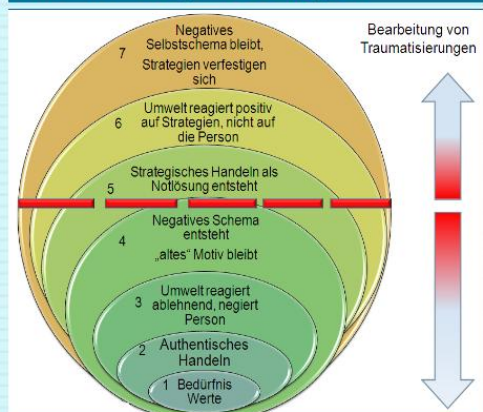 Bearbeitung von
Traumatisierungen
7
Negatives
Selbstschema bleibt,
Strategien verfestigen
sich
6
Umwelt reagiert positiv
auf Strategien, nicht auf
die Person
5
Strategisches Handeln als
Notlösung entsteht
4
Negatives Schema
entsteht
„altes“ Motiv bleibt
3
Umwelt reagiert
ablehnend, negiert
Person
2
Authentisches
Handeln
1 Bedürfnis
Werte